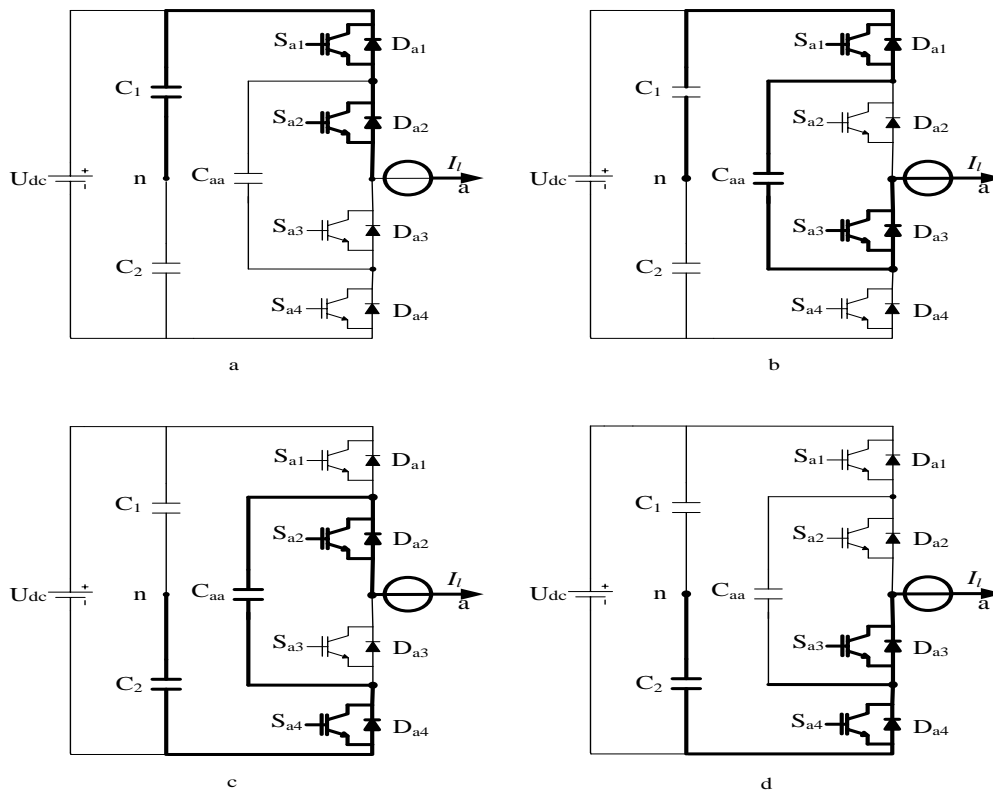 Sa1 Da1
C1
Sa2 Da2
Udc + - n Caa Il a
Sa3 Da3
C2
Sa4 Da4
a
Sa1 Da1
C1
Sa2 Da2
Udc + - n Caa Il a
Sa3 Da3
C2
Sa4 Da4
b
Sa1 Da1
C1
Sa2 Da2
Udc + - n Caa Il a
Sa3 Da3
C2
Sa4 Da4
c
Sa1 Da1
C1
Sa2 Da2
Udc + - n Caa Il a
Sa3 Da3
C2
Sa4 Da4
d